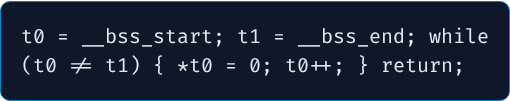 t0 = __bss_start; t1 = __bss_end; while
(t0 != t1) { *t0 = 0; t0++; } return;